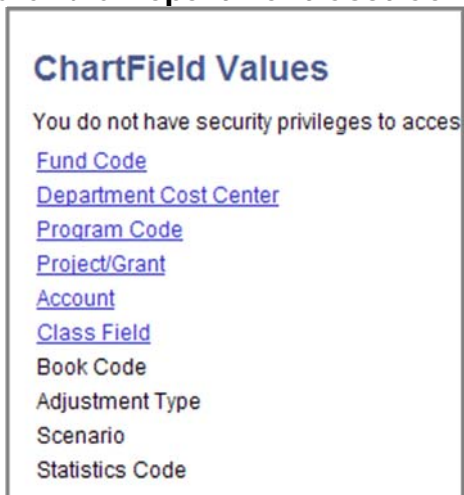 ChartField Values
You do not have security privileges to acces
Fund Code
Department Cost Center
Program Code
Project/Grant
Account
Class Field
Book Code
Adjustment Type
Scenario
Statistics Code